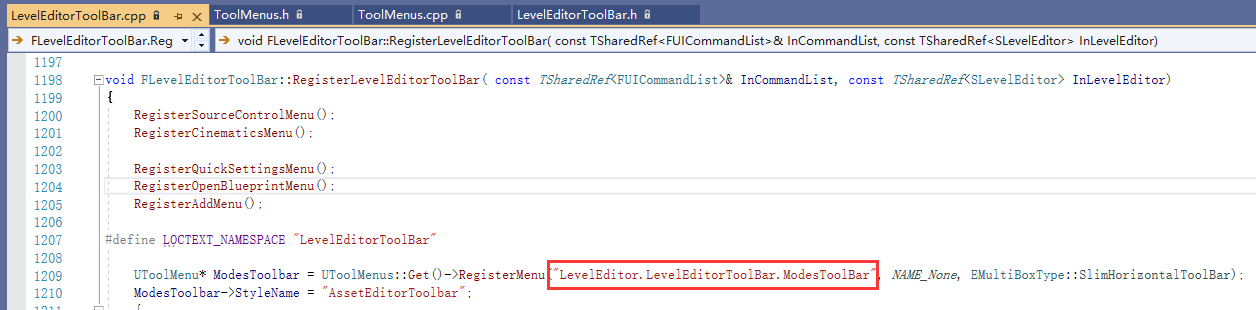 LevelEditorToolBar.cpp ToolMenus.h ToolMenus.cpp LevelEditorToolBar.h
FLevelEditorToolBar.Reg void FLevelEditorToolBar::RegisterLevelEditorToolBar( const TSharedRef<FUICommandList>& InCommandList, const TSharedRef<SLevelEditor> InLevelEditor)
1197
1198 void FLevelEditorToolBar::RegisterLevelEditorToolBar( const TSharedRef<FUICommandList>& InCommandList, const TSharedRef<SLevelEditor> InLevelEditor)
1199 {
1200 RegisterSourceControlMenu();
1201 RegisterCinematicsMenu();
1202
1203 RegisterQuickSettingsMenu();
1204 RegisterOpenBlueprintMenu();
1205 RegisterAddMenu();
1206
1207 #define LOCTEXT_NAMESPACE "LevelEditorToolBar"
1208
1209 UToolMenu* ModesToolbar = UToolMenus::Get()->RegisterMenu("LevelEditor.LevelEditorToolBar.ModesToolBar", NAME_None, EMultiBoxType::SlimHorizontalToolBar);
1210 ModesToolbar->StyleName = "AssetEditorToolbar";